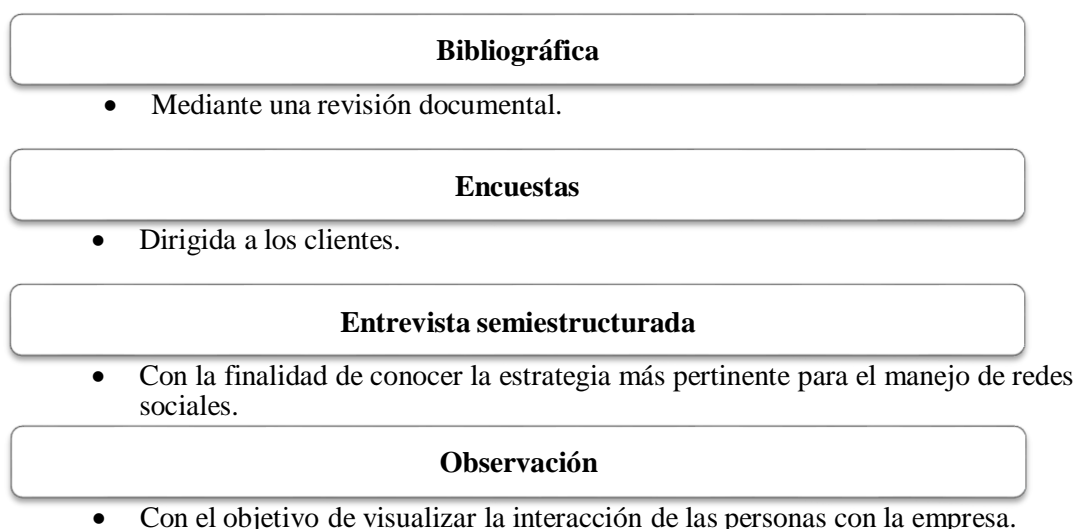 Bibliográfica
• Mediante una revisión documental.
Encuestas
• Dirigida a los clientes.
Entrevista semiestructurada
• Con la finalidad de conocer la estrategia más pertinente para el manejo de redes
sociales.
Observación
• Con el objetivo de visualizar la interacción de las personas con la empresa.